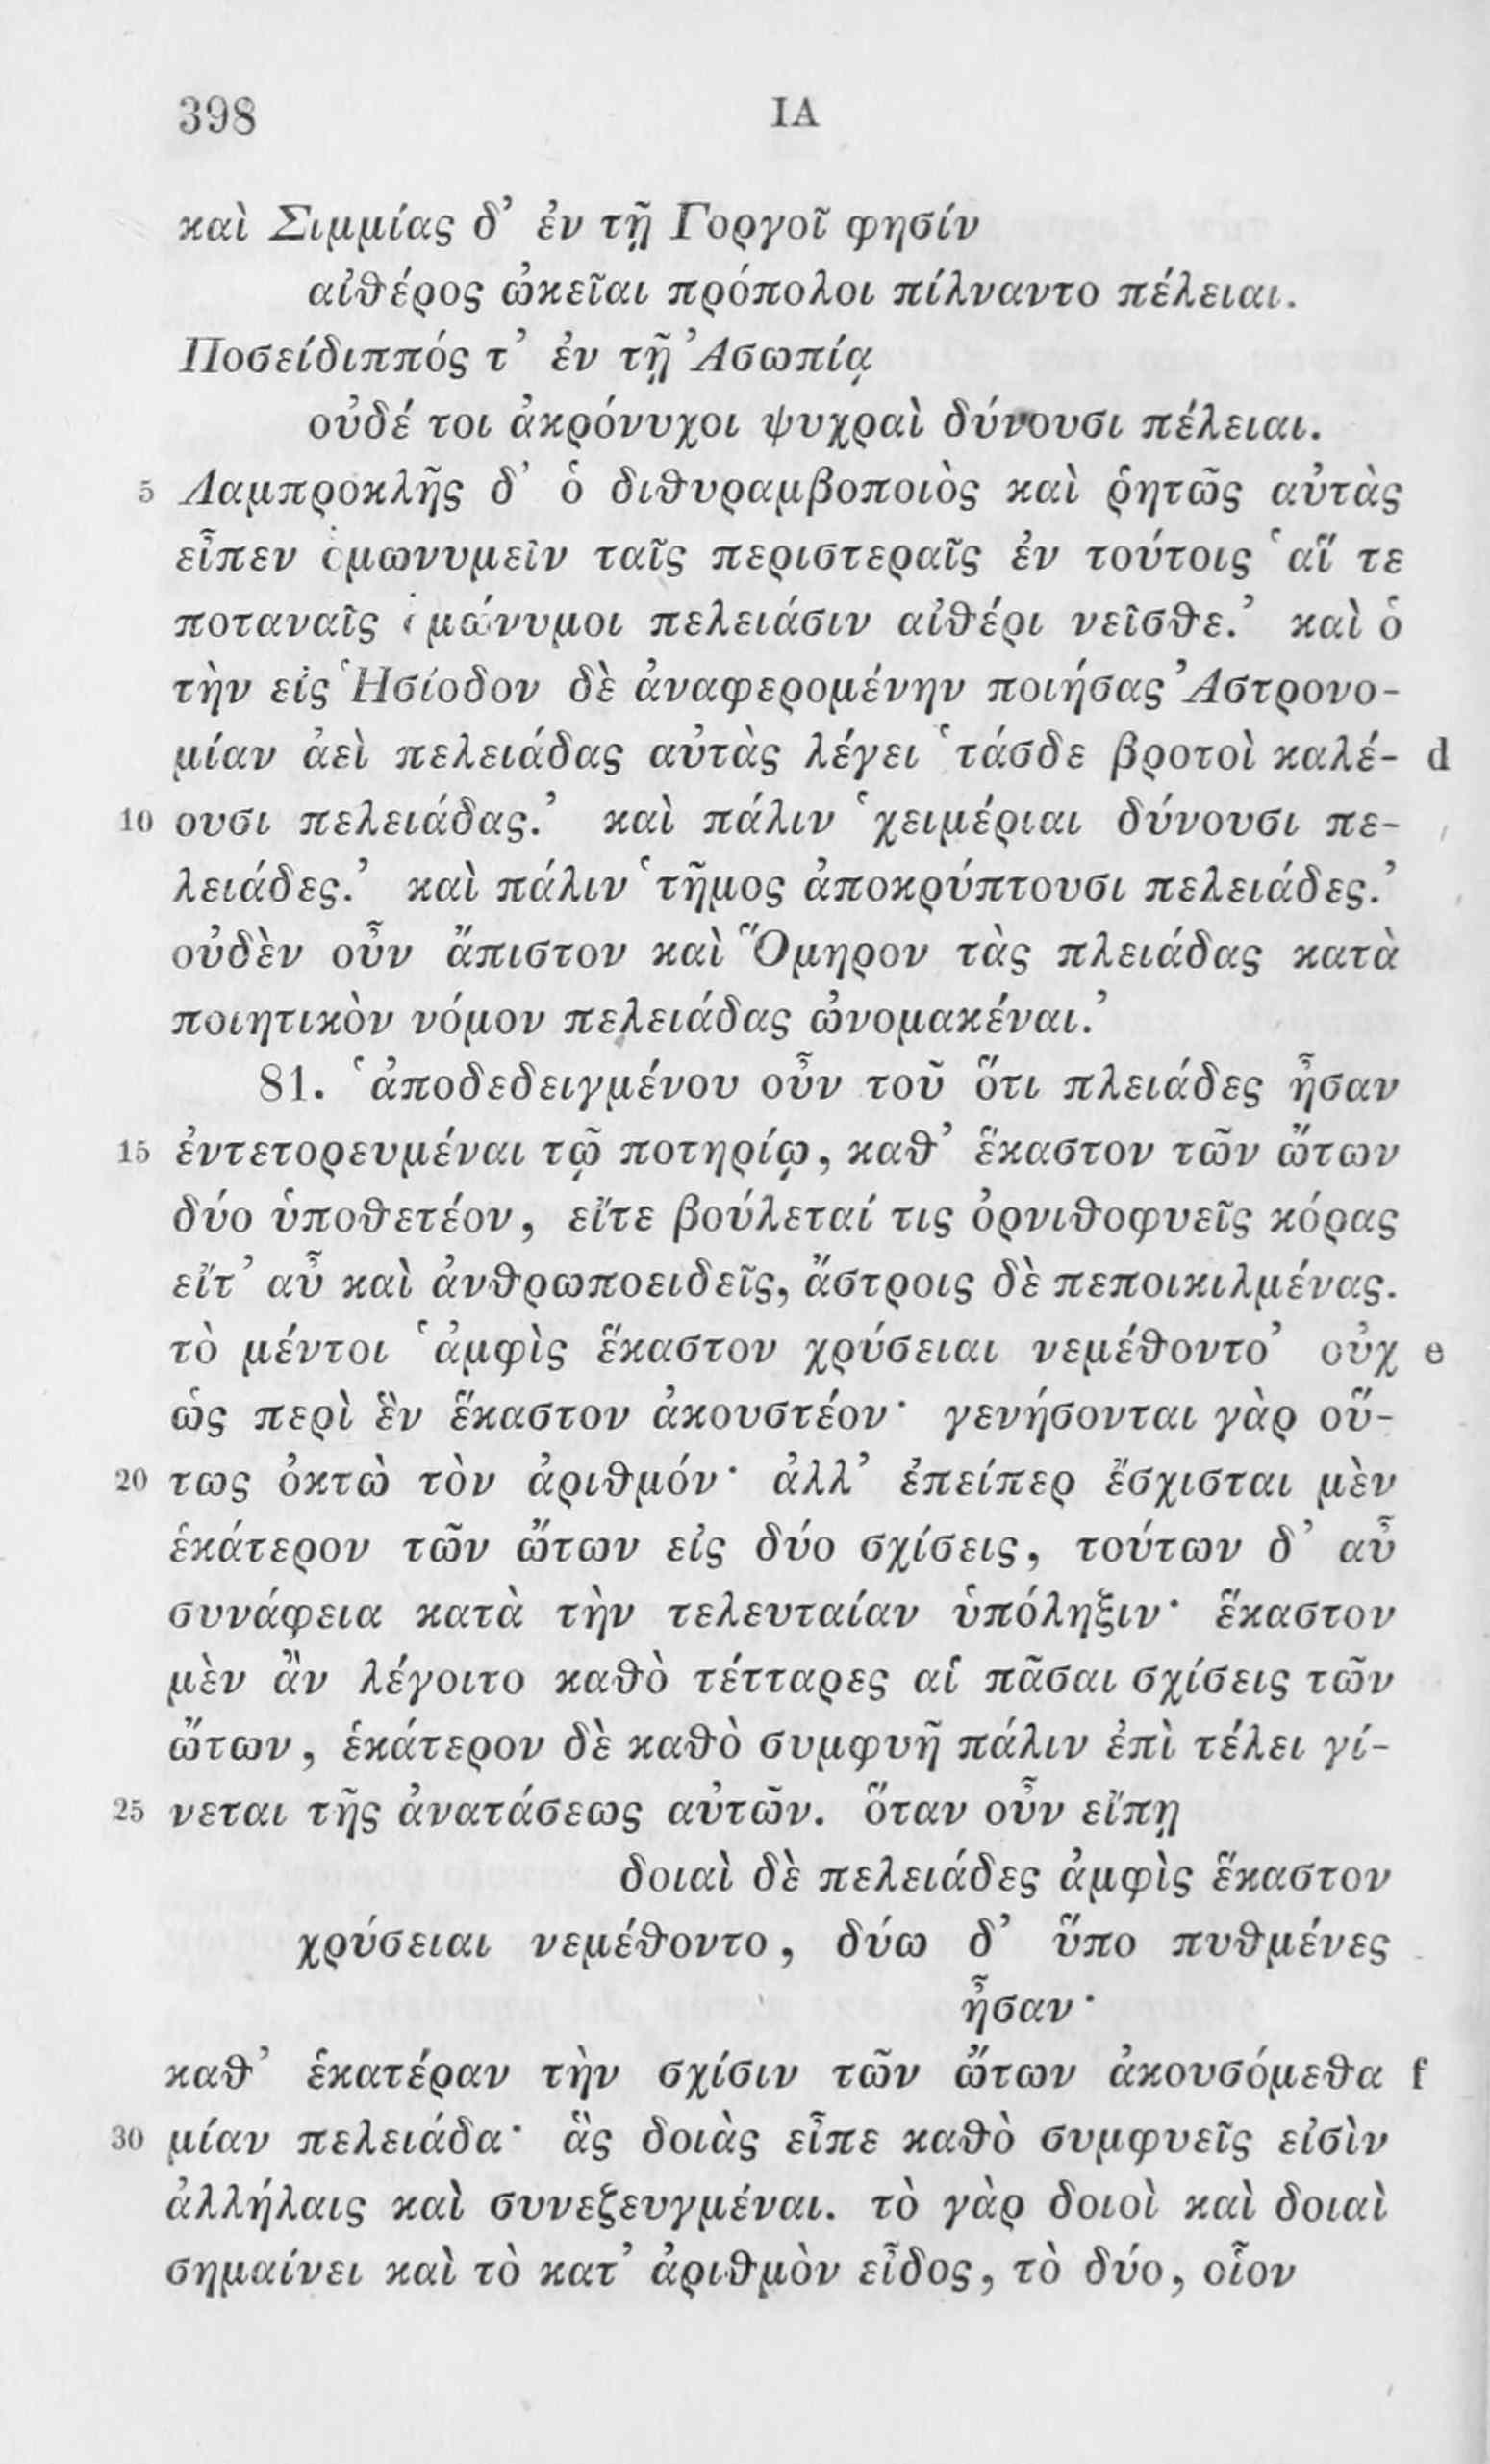 398 ΙΑ
καὶ Σιμμίας δ’ ἐν τῇ Γοργοῖ φησίν
αἰθέρος ὠκεῖαι πρόπολοι πίλναντο πέλειαι.
Ποσείδιππός τ’ ἐν τῇ Ἀσωπίᾳ
οὐδέ τοι ἀκρόνυχοι ψυχραὶ δύνουσι πέλειαι.
5 Λαμπροκλῆς δ’ ὁ διθυραμβοποιὸς καὶ ῥητῶς αὐτὰς
εἶπεν ὁμωνυμεῖν ταῖς περιστεραῖς ἐν τούτοις ‘αἵ τε
ποταναῖς ὁμώνυμοι πελειάσιν αἰθέρι νεῖσθε.’ καὶ ὁ
τὴν εἰς Ἡσίοδον δὲ ἀναφερομένην ποιήσας Ἀστρονο-
μίαν ἀεὶ πελειάδας αὐτὰς λέγει ‘τάσδε βροτοὶ καλέ- d
10 ουσι πελειάδας.’ καὶ πάλιν ‘χειμέριαι δύνουσι πε-
λειάδες.’ καὶ πάλιν ‘τῆμος ἀποκρύπτουσι πελειάδες.’
οὐδὲν οὖν ἄπιστον καὶ Ὅμηρον τὰς πλειάδας κατὰ
ποιητικὸν νόμον πελειάδας ὠνομακέναι.’
81. ‘ἀποδεδειγμένου οὖν τοῦ ὅτι πλειάδες ἦσαν
15 ἐντετορευμέναι τῷ ποτηρίῳ, καθ’ ἕκαστον τῶν ὤτων
δύο ὑποθετέον, εἴτε βούλεταί τις ὀρνιθοφυεῖς κόρας
εἴτ’ αὖ καὶ ἀνθρωποειδεῖς, ἄστροις δὲ πεποικιλμένας.
τὸ μέντοι ‘ἀμφὶς ἕκαστον χρύσειαι νεμέθοντο’ οὐχ e
ὡς περὶ ἓν ἕκαστον ἀκουστέον· γενήσονται γὰρ οὕ-
20 τως ὀκτὼ τὸν ἀριθμόν· ἀλλ’ ἐπείπερ ἔσχισται μὲν
ἑκάτερον τῶν ὤτων εἰς δύο σχίσεις, τούτων δ’ αὖ
συνάφεια κατὰ τὴν τελευταίαν ὑπόληξιν· ἕκαστον
μὲν ἂν λέγοιτο καθὸ τέτταρες αἱ πᾶσαι σχίσεις τῶν
ὤτων, ἑκάτερον δὲ καθὸ συμφυῆ πάλιν ἐπὶ τέλει γί-
25 νεται τῆς ἀνατάσεως αὐτῶν. ὅταν οὖν εἴπῃ
δοιαὶ δὲ πελειάδες ἀμφὶς ἕκαστον
χρύσειαι νεμέθοντο, δύω δ’ ὕπο πυθμένες
ἦσαν·
καθ’ ἑκατέραν τὴν σχίσιν τῶν ὤτων ἀκουσόμεθα f
30 μίαν πελειάδα· ἃς δοιὰς εἶπε καθὸ συμφυεῖς εἰσὶν
ἀλλήλαις καὶ συνεζευγμέναι. τὸ γὰρ δοιοὶ καὶ δοιαὶ
σημαίνει καὶ τὸ κατ’ ἀριθμὸν εἶδος, τὸ δύο, οἷον